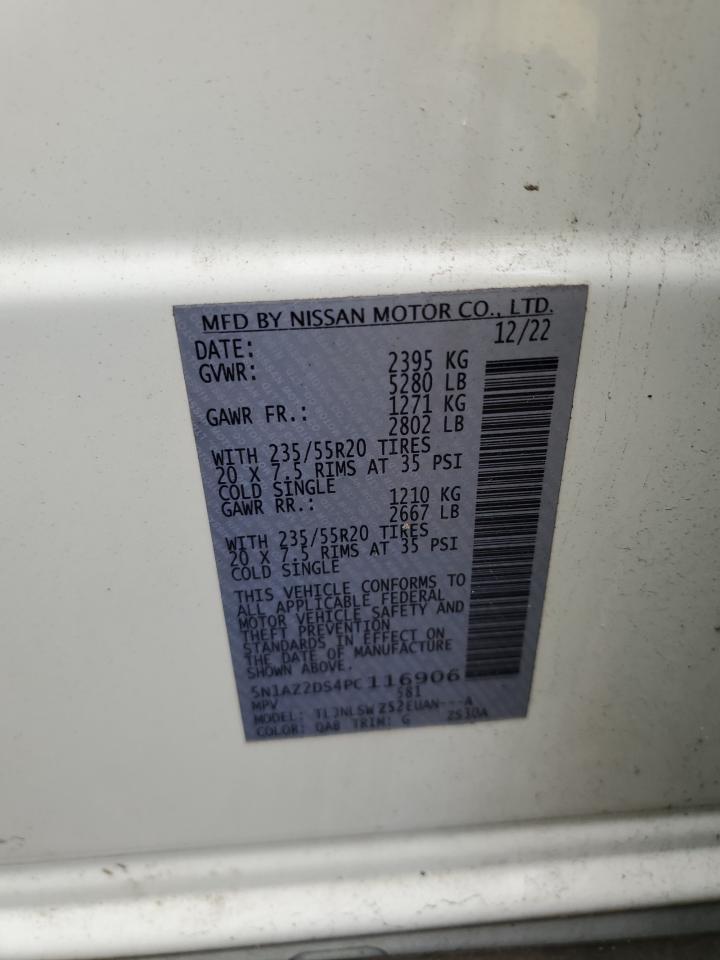 MFD BY NISSAN MOTOR CO., LTD.
DATE: 12/22
GVWR: 2395 KG
5280 LB
GAWR FR.: 1271 KG
2802 LB
WITH 235/55R20 TIRES
20 X 7.5 RIMS AT 35 PSI
COLD SINGLE
GAWR RR.: 1210 KG
2667 LB
WITH 235/55R20 TIRES
20 X 7.5 RIMS AT 35 PSI
COLD SINGLE
THIS VEHICLE CONFORMS TO
ALL APPLICABLE FEDERAL
MOTOR VEHICLE SAFETY AND
THEFT PREVENTION
STANDARDS IN EFFECT ON
THE DATE OF MANUFACTURE
SHOWN ABOVE.
5N1AZ2DS4PC116906
MPV 581
MODEL: ZS2EUAN---A
COLOR: QAB TRIM: G